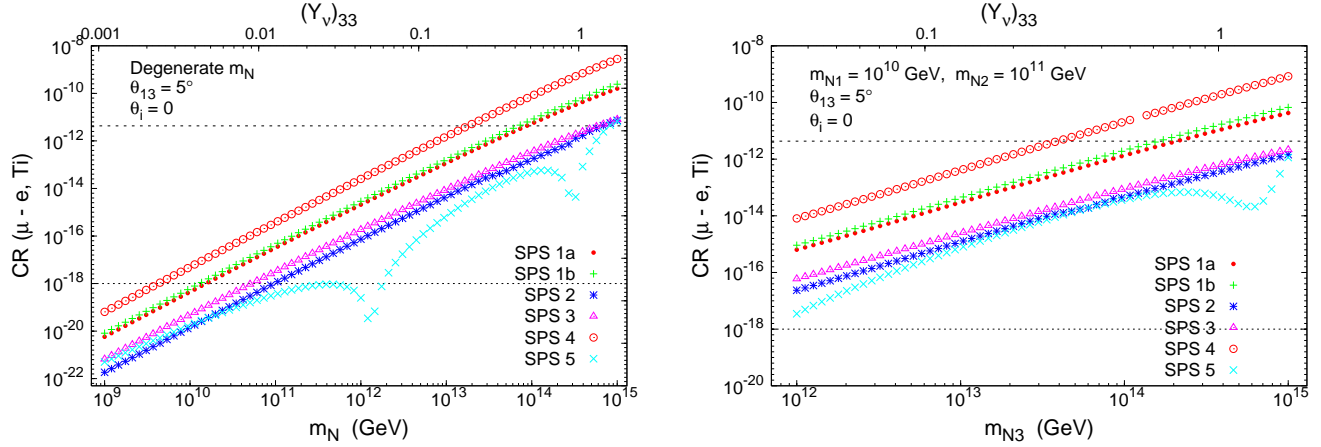 (Y_ν)_33
0.001 0.01 0.1 1
10^-8
10^-10
10^-12
10^-14
10^-16
10^-18
10^-20
10^-22
CR (μ - e, Ti)
Degenerate m_N
θ_13 = 5°
θ_i = 0
SPS 1a
SPS 1b
SPS 2
SPS 3
SPS 4
SPS 5
10^9 10^10 10^11 10^12 10^13 10^14 10^15
m_N (GeV)
(Y_ν)_33
0.1 1
10^-8
10^-10
10^-12
10^-14
10^-16
10^-18
10^-20
CR (μ - e, Ti)
m_N1 = 10^10 GeV, m_N2 = 10^11 GeV
θ_13 = 5°
θ_i = 0
SPS 1a
SPS 1b
SPS 2
SPS 3
SPS 4
SPS 5
10^12 10^13 10^14 10^15
m_N3 (GeV)